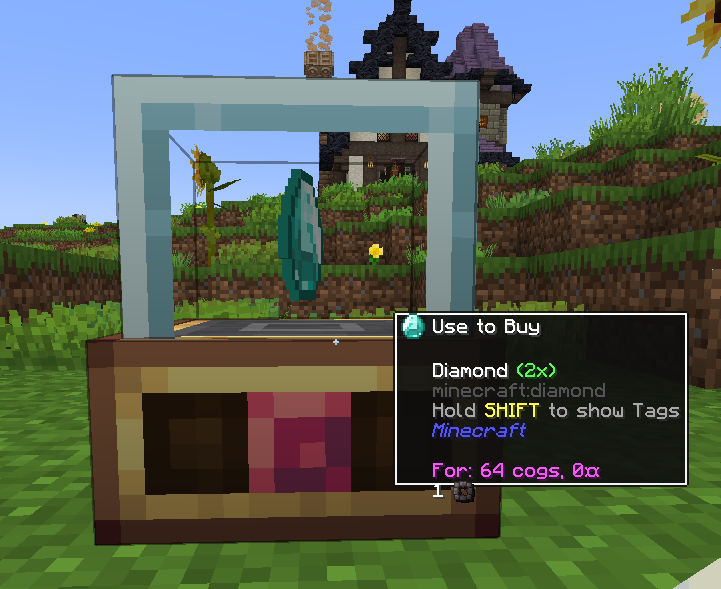 Use to Buy
Diamond (2x)
minecraft:diamond
Hold SHIFT to show Tags
Minecraft
For: 64 cogs, 0¤
1